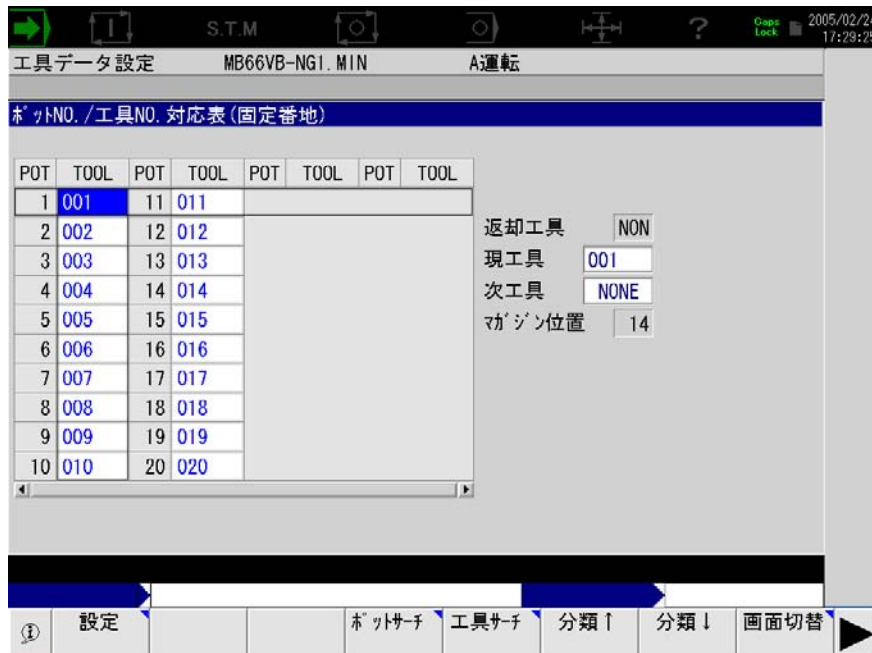 S.T.M ? Caps Lock 2005/02/24
17:29:25
工具データ設定 MB66VB-NG1.MIN A運転
ポットNO./工具NO.対応表(固定番地)
POT TOOL POT TOOL POT TOOL POT TOOL
1 001 11 011
2 002 12 012 返却工具 NON
3 003 13 013 現工具 001
4 004 14 014 次工具 NONE
5 005 15 015 マガジン位置 14
6 006 16 016
7 007 17 017
8 008 18 018
9 009 19 019
10 010 20 020
設定 ポットサーチ 工具サーチ 分類↑ 分類↓ 画面切替